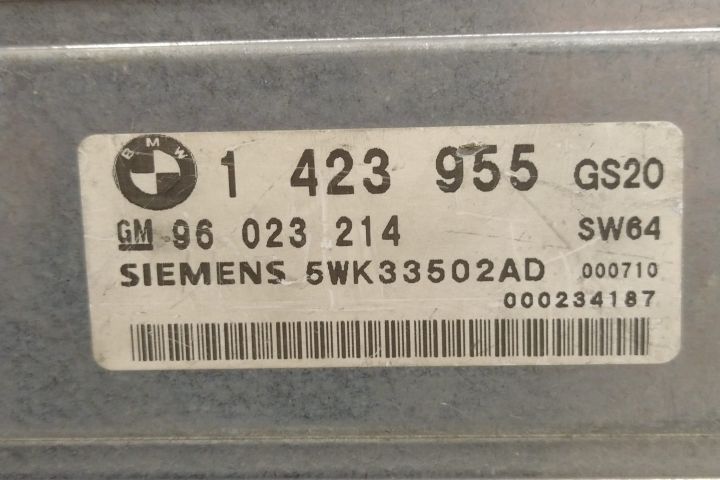 BMW 1 423 955 GS20
GM 96 023 214 SW64
SIEMENS 5WK33502AD 000710
000234187